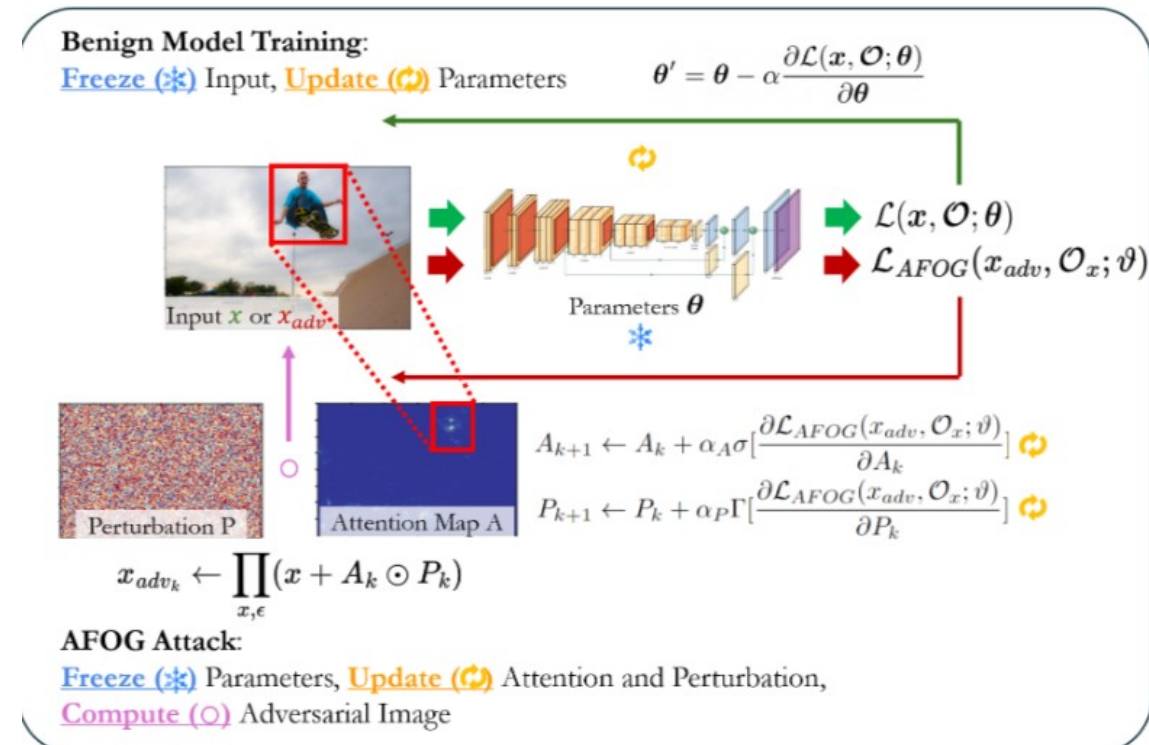 Benign Model Training:
Freeze (❄) Input, Update (🗘) Parameters
θ′ = θ − α ∂L(x, O; θ) / ∂θ
Input x or x_adv
Parameters θ
L(x, O; θ)
L_AFOG(x_adv, O_x; ϑ)
Perturbation P
Attention Map A
A_{k+1} ← A_k + α_A σ[∂L_AFOG(x_adv, O_x; ϑ) / ∂A_k]
P_{k+1} ← P_k + α_P Γ[∂L_AFOG(x_adv, O_x; ϑ) / ∂P_k]
x_{adv_k} ← ∏_{x,ϵ}(x + A_k ⊙ P_k)
AFOG Attack:
Freeze (❄) Parameters, Update (🗘) Attention and Perturbation,
Compute (○) Adversarial Image